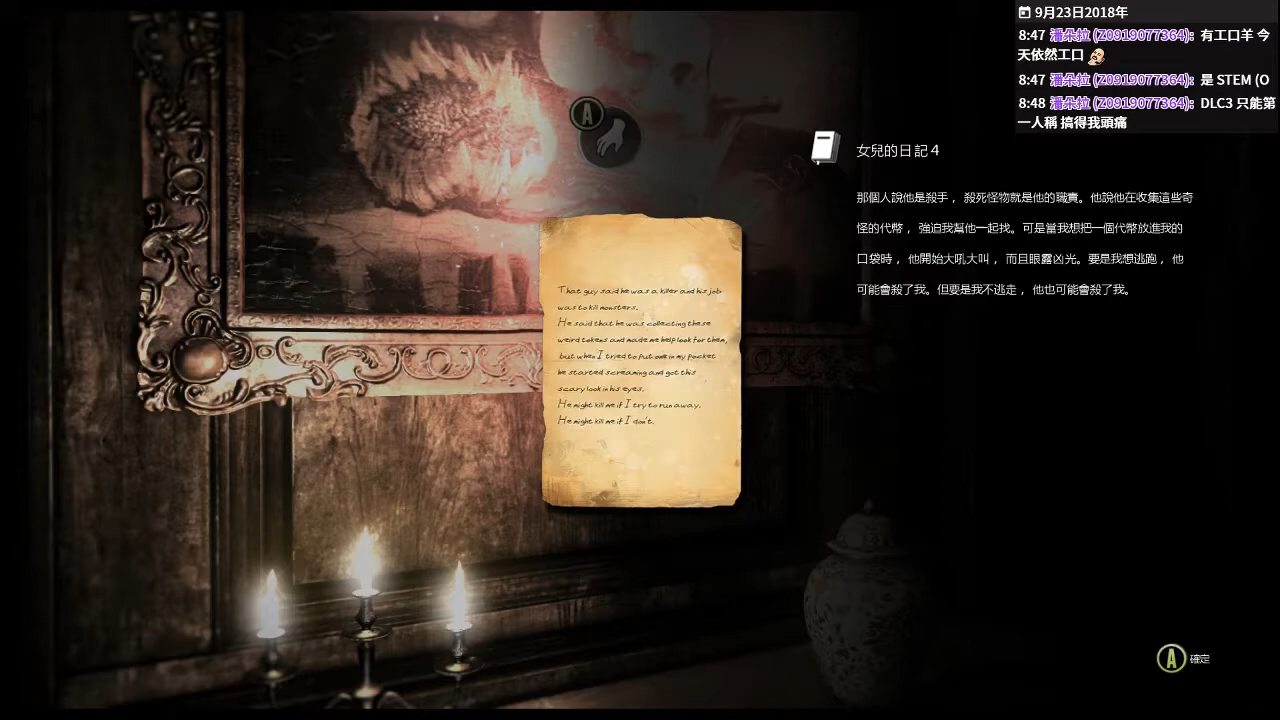 9月23日2018年
8:47 潘朵拉 (Z0919077364): 有工口羊 今
天依然工口
8:47 潘朵拉 (Z0919077364): 是 STEM (O
8:48 潘朵拉 (Z0919077364): DLC3 只能第
一人稱 搞得我頭痛
A
女兒的日記4
那個人說他是殺手，殺死怪物就是他的職責。他說他在收集這些奇
怪的代幣，強迫我幫他一起找。可是當我想把一個代幣放進我的
口袋時，他開始大吼大叫，而且眼露凶光。要是我想逃跑，他
可能會殺了我。但要是我不逃走，他也可能會殺了我。
That guy said he was a killer and his job
was to kill monsters.
He said that he was collecting these
weird tokens and made me help look for them,
but when I tried to put one in my pocket
he started screaming and got this
scary look in his eyes.
He might kill me if I try to run away.
He might kill me if I don't.
A 確定